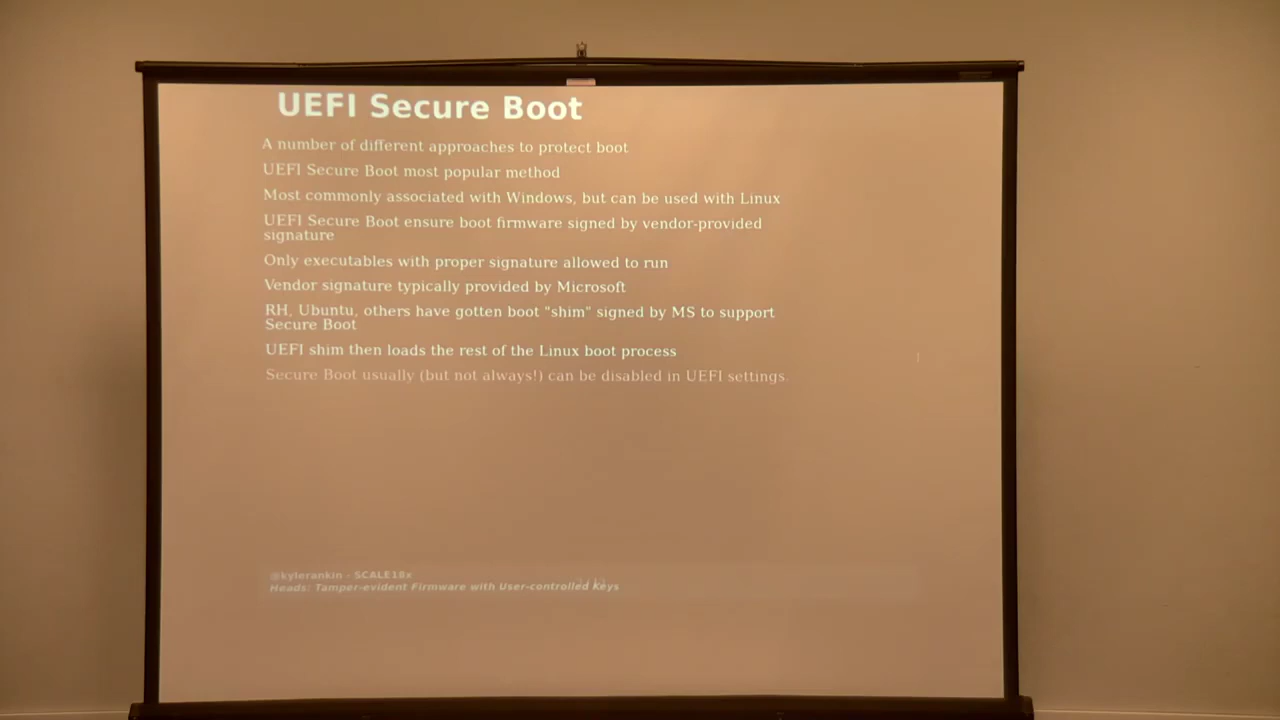 UEFI Secure Boot
A number of different approaches to protect boot
UEFI Secure Boot most popular method
Most commonly associated with Windows, but can be used with Linux
UEFI Secure Boot ensure boot firmware signed by vendor-provided
signature
Only executables with proper signature allowed to run
Vendor signature typically provided by Microsoft
RH, Ubuntu, others have gotten boot "shim" signed by MS to support
Secure Boot
UEFI shim then loads the rest of the Linux boot process
Secure Boot usually (but not always!) can be disabled in UEFI settings
@kylerankin - SCALE18x
Heads: Tamper-evident Firmware with User-controlled Keys